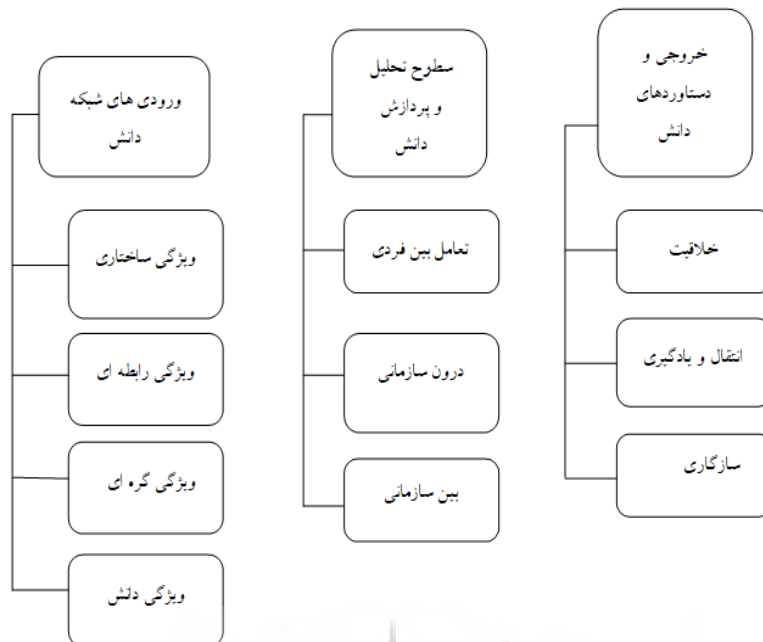 خروجی و
دستاوردهای
دانش
خلاقیت
انتقال و یادگیری
سازگاری
سطوح تحلیل
و پردازش
دانش
تعامل بین فردی
درون سازمانی
بین سازمانی
ورودی های شبکه
دانش
ویژگی ساختاری
ویژگی رابطه ای
ویژگی گره ای
ویژگی دانش